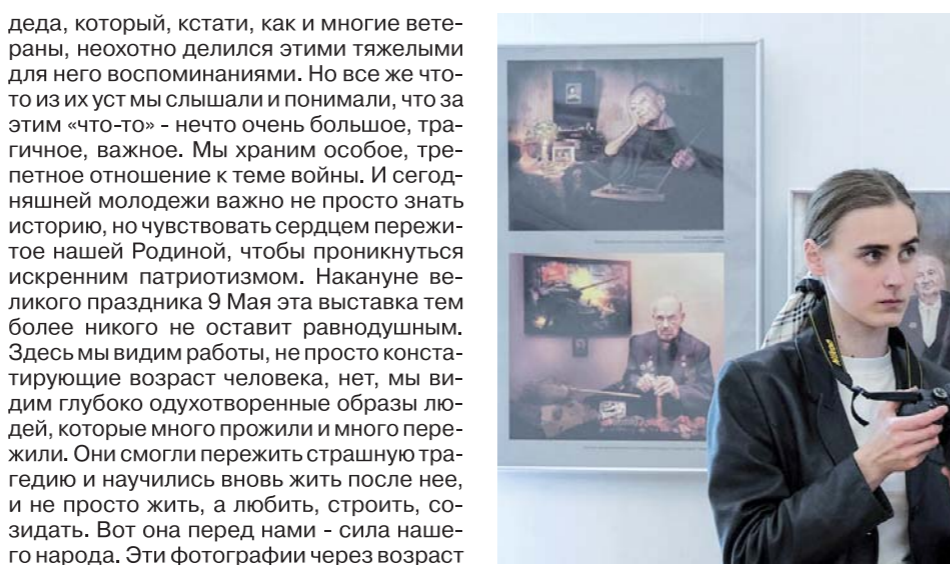 деда, который, кстати, как и многие вете-
раны, неохотно делился этими тяжелыми
для него воспоминаниями. Но все же что-
то из их уст мы слышали и понимали, что за
этим «что-то» - нечто очень большое, тра-
гичное, важное. Мы храним особое, тре-
петное отношение к теме войны. И сегод-
няшней молодежи важно не просто знать
историю, но чувствовать сердцем пережи-
тое нашей Родиной, чтобы проникнуться
искренним патриотизмом. Накануне ве-
ликого праздника 9 Мая эта выставка тем
более никого не оставит равнодушным.
Здесь мы видим работы, не просто конста-
тирующие возраст человека, нет, мы ви-
дим глубоко одухотворенные образы лю-
дей, которые много прожили и много пере-
жили. Они смогли пережить страшную тра-
гедию и научились вновь жить после нее,
и не просто жить, а любить, строить, со-
зидать. Вот она перед нами - сила наше-
го народа. Эти фотографии через возраст
Nikon